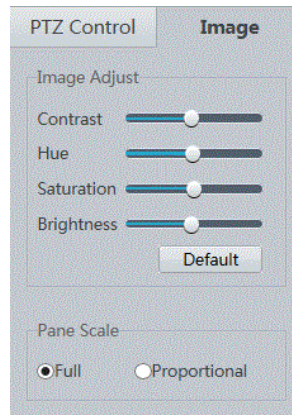 PTZ Control Image
Image Adjust
Contrast
Hue
Saturation
Brightness
Default
Pane Scale
Full Proportional